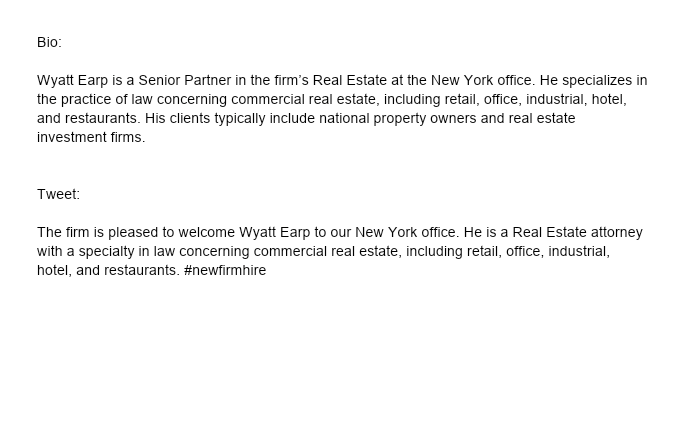 Bio:
Wyatt Earp is a Senior Partner in the firm’s Real Estate at the New York office. He specializes in
the practice of law concerning commercial real estate, including retail, office, industrial, hotel,
and restaurants. His clients typically include national property owners and real estate
investment firms.
Tweet:
The firm is pleased to welcome Wyatt Earp to our New York office. He is a Real Estate attorney
with a specialty in law concerning commercial real estate, including retail, office, industrial,
hotel, and restaurants. #newfirmhire